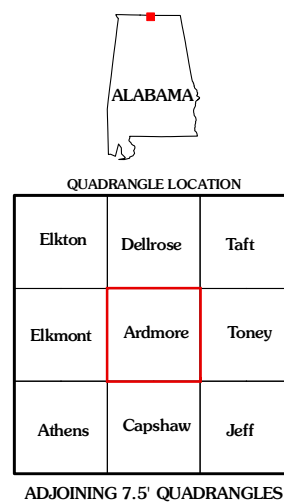 ALABAMA
QUADRANGLE LOCATION
Elkton Dellrose Taft
Elkmont Ardmore Toney
Athens Capshaw Jeff
ADJOINING 7.5' QUADRANGLES